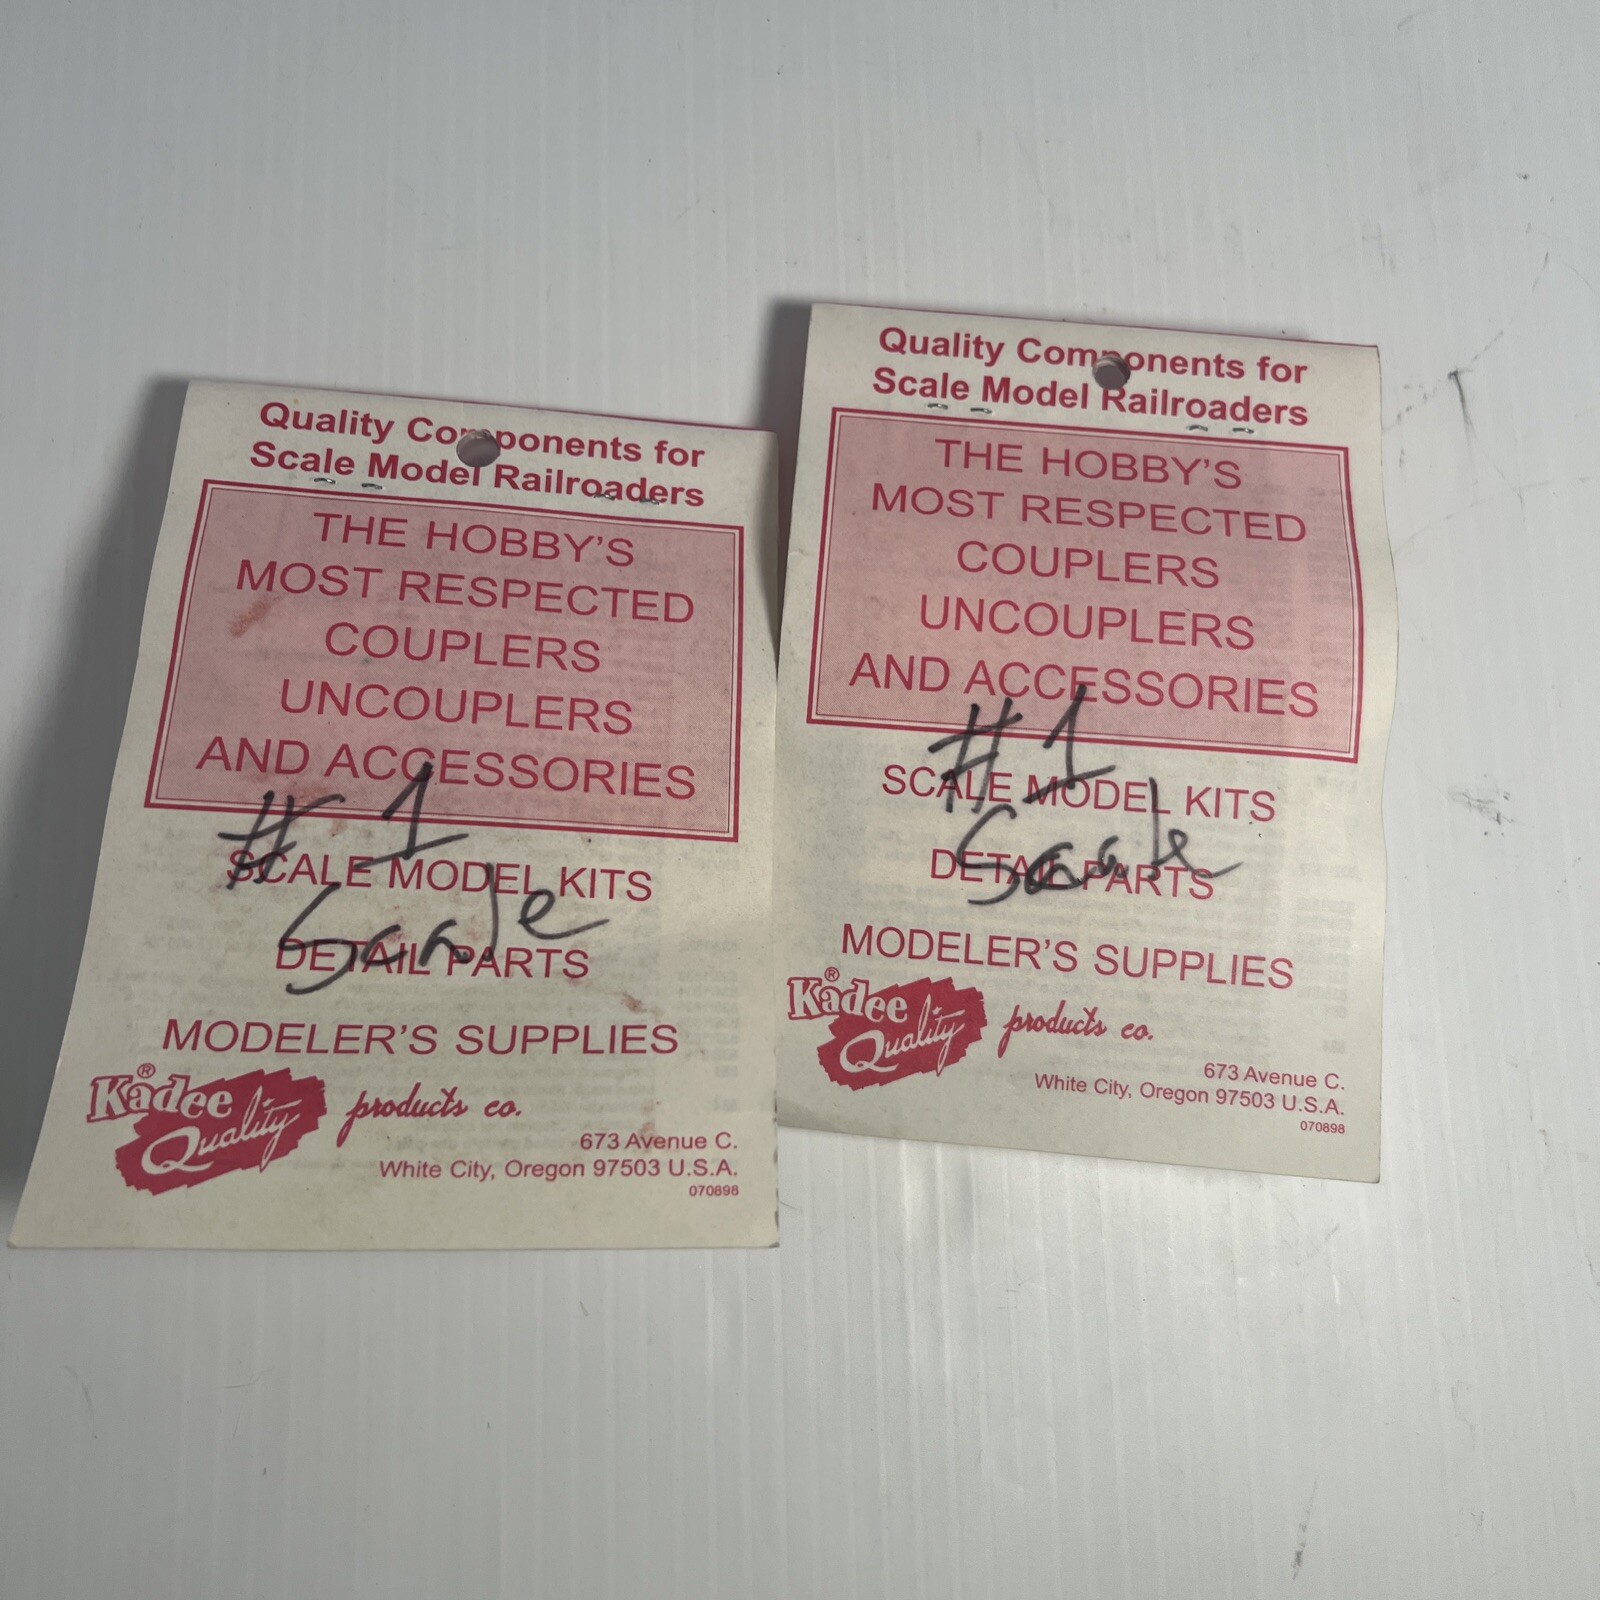 Quality Components for
Scale Model Railroaders
THE HOBBY'S
MOST RESPECTED
COUPLERS
UNCOUPLERS
AND ACCESSORIES
# 1
SCALE MODEL KITS
Scale
DETAIL PARTS
MODELER'S SUPPLIES
Kadee®
Quality products co.
673 Avenue C.
White City, Oregon 97503 U.S.A.
070898
Quality Components for
Scale Model Railroaders
THE HOBBY'S
MOST RESPECTED
COUPLERS
UNCOUPLERS
AND ACCESSORIES
# 1
SCALE MODEL KITS
Scale
DETAIL PARTS
MODELER'S SUPPLIES
Kadee®
Quality products co.
673 Avenue C.
White City, Oregon 97503 U.S.A.
070898